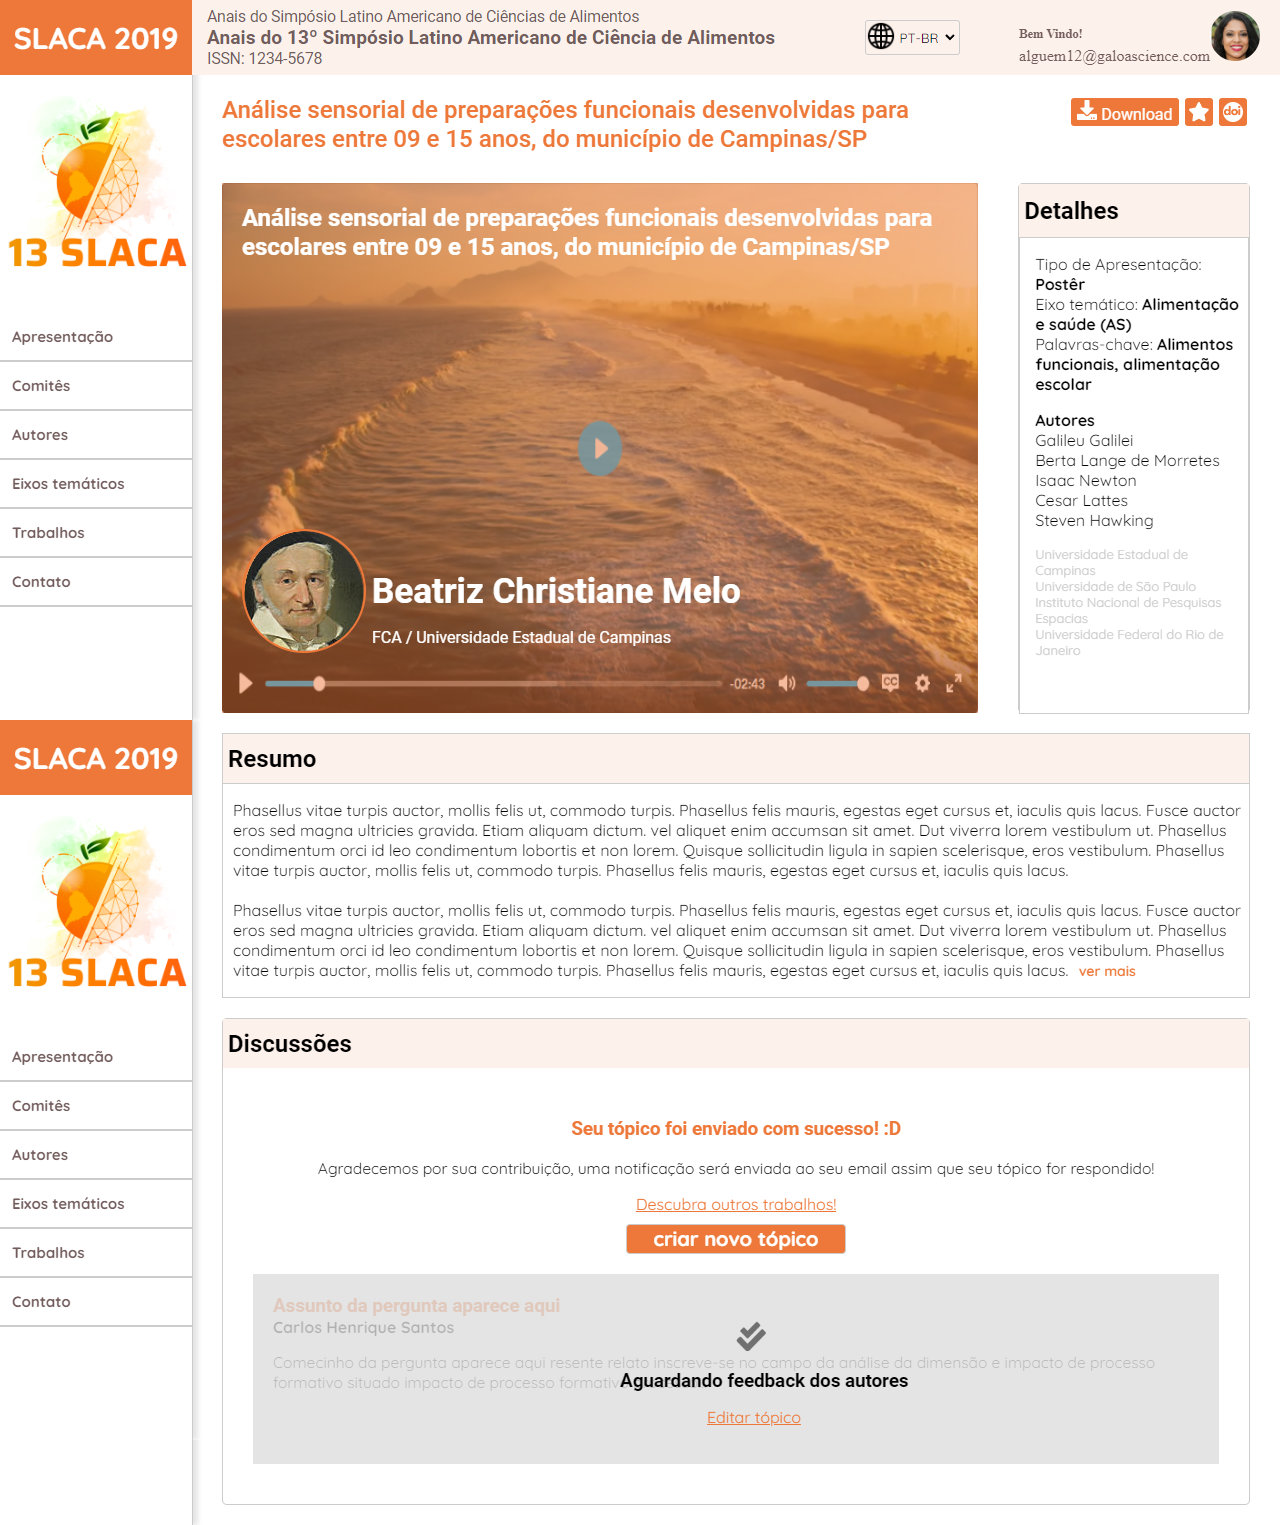 SLACA 2019
Anais do Simpósio Latino Americano de Ciências de Alimentos
Anais do 13º Simpósio Latino Americano de Ciência de Alimentos
ISSN: 1234-5678
PT-BR
Bem Vindo!
alguem12@galoascience.com
13 SLACA
Apresentação
Comitês
Autores
Eixos temáticos
Trabalhos
Contato
Análise sensorial de preparações funcionais desenvolvidas para
escolares entre 09 e 15 anos, do município de Campinas/SP
Download
doi
Análise sensorial de preparações funcionais desenvolvidas para
escolares entre 09 e 15 anos, do município de Campinas/SP
Beatriz Christiane Melo
FCA / Universidade Estadual de Campinas
-02:43
CC
Detalhes
Tipo de Apresentação:
Postêr
Eixo temático: Alimentação
e saúde (AS)
Palavras-chave: Alimentos
funcionais, alimentação
escolar
Autores
Galileu Galilei
Berta Lange de Morretes
Isaac Newton
Cesar Lattes
Steven Hawking
Universidade Estadual de
Campinas
Universidade de São Paulo
Instituto Nacional de Pesquisas
Espacias
Universidade Federal do Rio de
Janeiro
Resumo
Phasellus vitae turpis auctor, mollis felis ut, commodo turpis. Phasellus felis mauris, egestas eget cursus et, iaculis quis lacus. Fusce auctor
eros sed magna ultricies gravida. Etiam aliquam dictum. vel aliquet enim accumsan sit amet. Dut viverra lorem vestibulum ut. Phasellus
condimentum orci id leo condimentum lobortis et non lorem. Quisque sollicitudin ligula in sapien scelerisque, eros vestibulum. Phasellus
vitae turpis auctor, mollis felis ut, commodo turpis. Phasellus felis mauris, egestas eget cursus et, iaculis quis lacus.
Phasellus vitae turpis auctor, mollis felis ut, commodo turpis. Phasellus felis mauris, egestas eget cursus et, iaculis quis lacus. Fusce auctor
eros sed magna ultricies gravida. Etiam aliquam dictum. vel aliquet enim accumsan sit amet. Dut viverra lorem vestibulum ut. Phasellus
condimentum orci id leo condimentum lobortis et non lorem. Quisque sollicitudin ligula in sapien scelerisque, eros vestibulum. Phasellus
vitae turpis auctor, mollis felis ut, commodo turpis. Phasellus felis mauris, egestas eget cursus et, iaculis quis lacus. ver mais
SLACA 2019
13 SLACA
Apresentação
Comitês
Autores
Eixos temáticos
Trabalhos
Contato
Discussões
Seu tópico foi enviado com sucesso! :D
Agradecemos por sua contribuição, uma notificação será enviada ao seu email assim que seu tópico for respondido!
Descubra outros trabalhos!
criar novo tópico
Assunto da pergunta aparece aqui
Carlos Henrique Santos
Comecinho da pergunta aparece aqui resente relato inscreve-se no campo da análise da dimensão e impacto de processo
formativo situado impacto de processo formativo
Aguardando feedback dos autores
Editar tópico